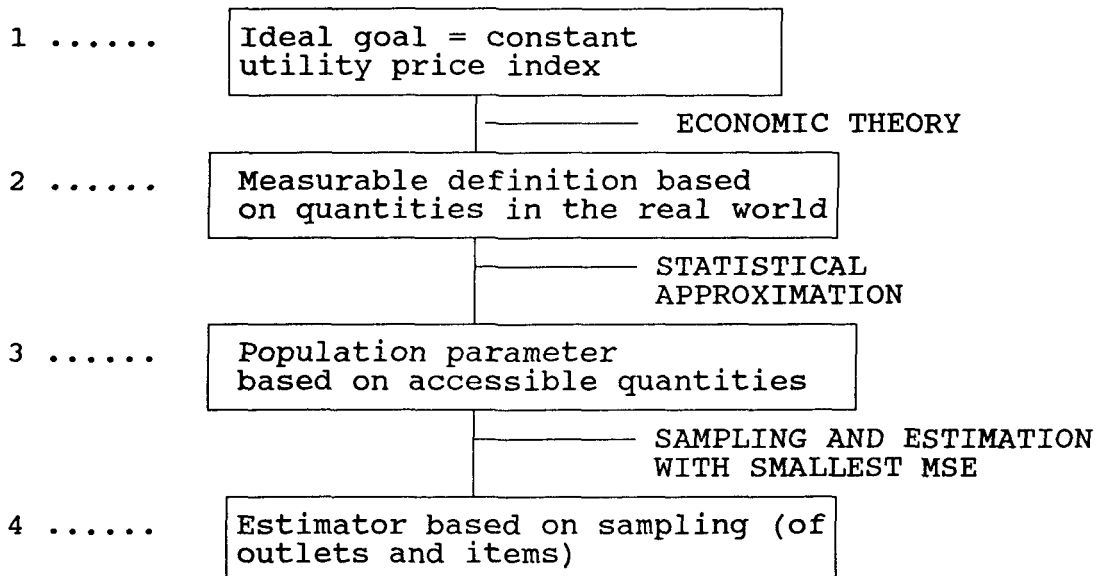 1 ...... Ideal goal = constant
utility price index
ECONOMIC THEORY
2 ...... Measurable definition based
on quantities in the real world
STATISTICAL
APPROXIMATION
3 ...... Population parameter
based on accessible quantities
SAMPLING AND ESTIMATION
WITH SMALLEST MSE
4 ...... Estimator based on sampling (of
outlets and items)